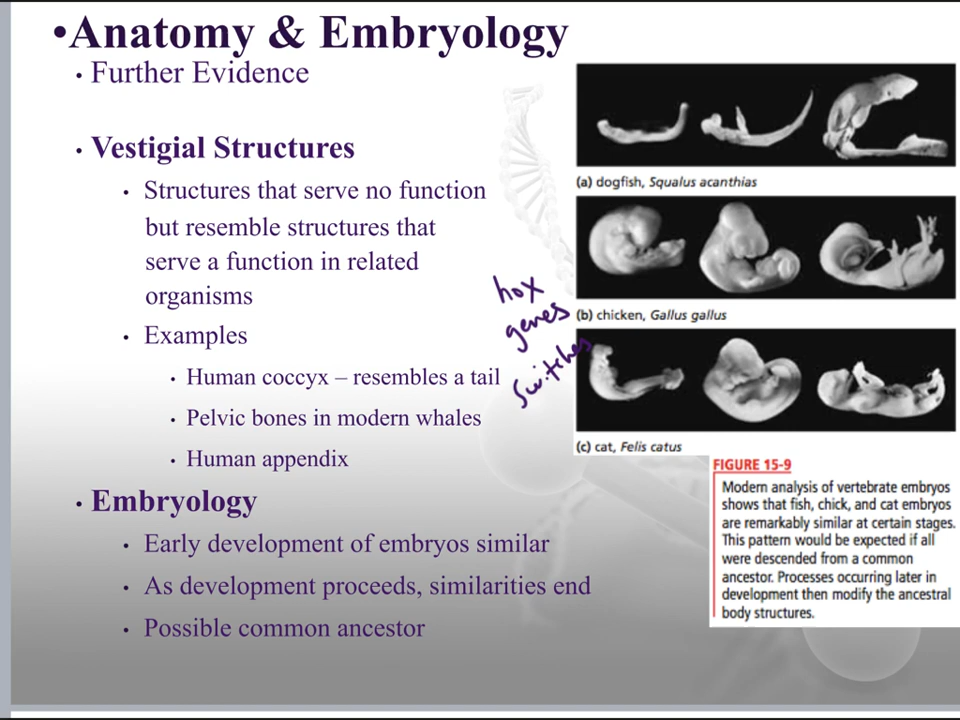 •Anatomy & Embryology
• Further Evidence
• Vestigial Structures
• Structures that serve no function
but resemble structures that
serve a function in related
organisms
• Examples
• Human coccyx – resembles a tail
• Pelvic bones in modern whales
• Human appendix
• Embryology
• Early development of embryos similar
• As development proceeds, similarities end
• Possible common ancestor
hox
genes
switches
(a) dogfish, Squalus acanthias
(b) chicken, Gallus gallus
(c) cat, Felis catus
FIGURE 15-9
Modern analysis of vertebrate embryos
shows that fish, chick, and cat embryos
are remarkably similar at certain stages.
This pattern would be expected if all
were descended from a common
ancestor. Processes occurring later in
development then modify the ancestral
body structures.